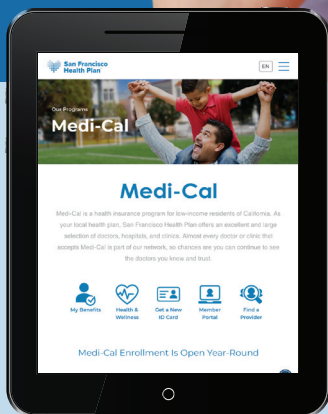 San Francisco
Health Plan
EN
Our Programs
Medi-Cal
Medi-Cal
Medi-Cal is a health insurance program for low-income residents of California. As
your local health plan, San Francisco Health Plan offers an excellent and large
selection of doctors, hospitals, and clinics. Almost every doctor or clinic that
accepts Medi-Cal is part of our network, so chances are you can continue to see
the doctors you know and trust.
My Benefits
Health &
Wellness
Get a New
ID Card
Member
Portal
Find a
Provider
Medi-Cal Enrollment Is Open Year-Round